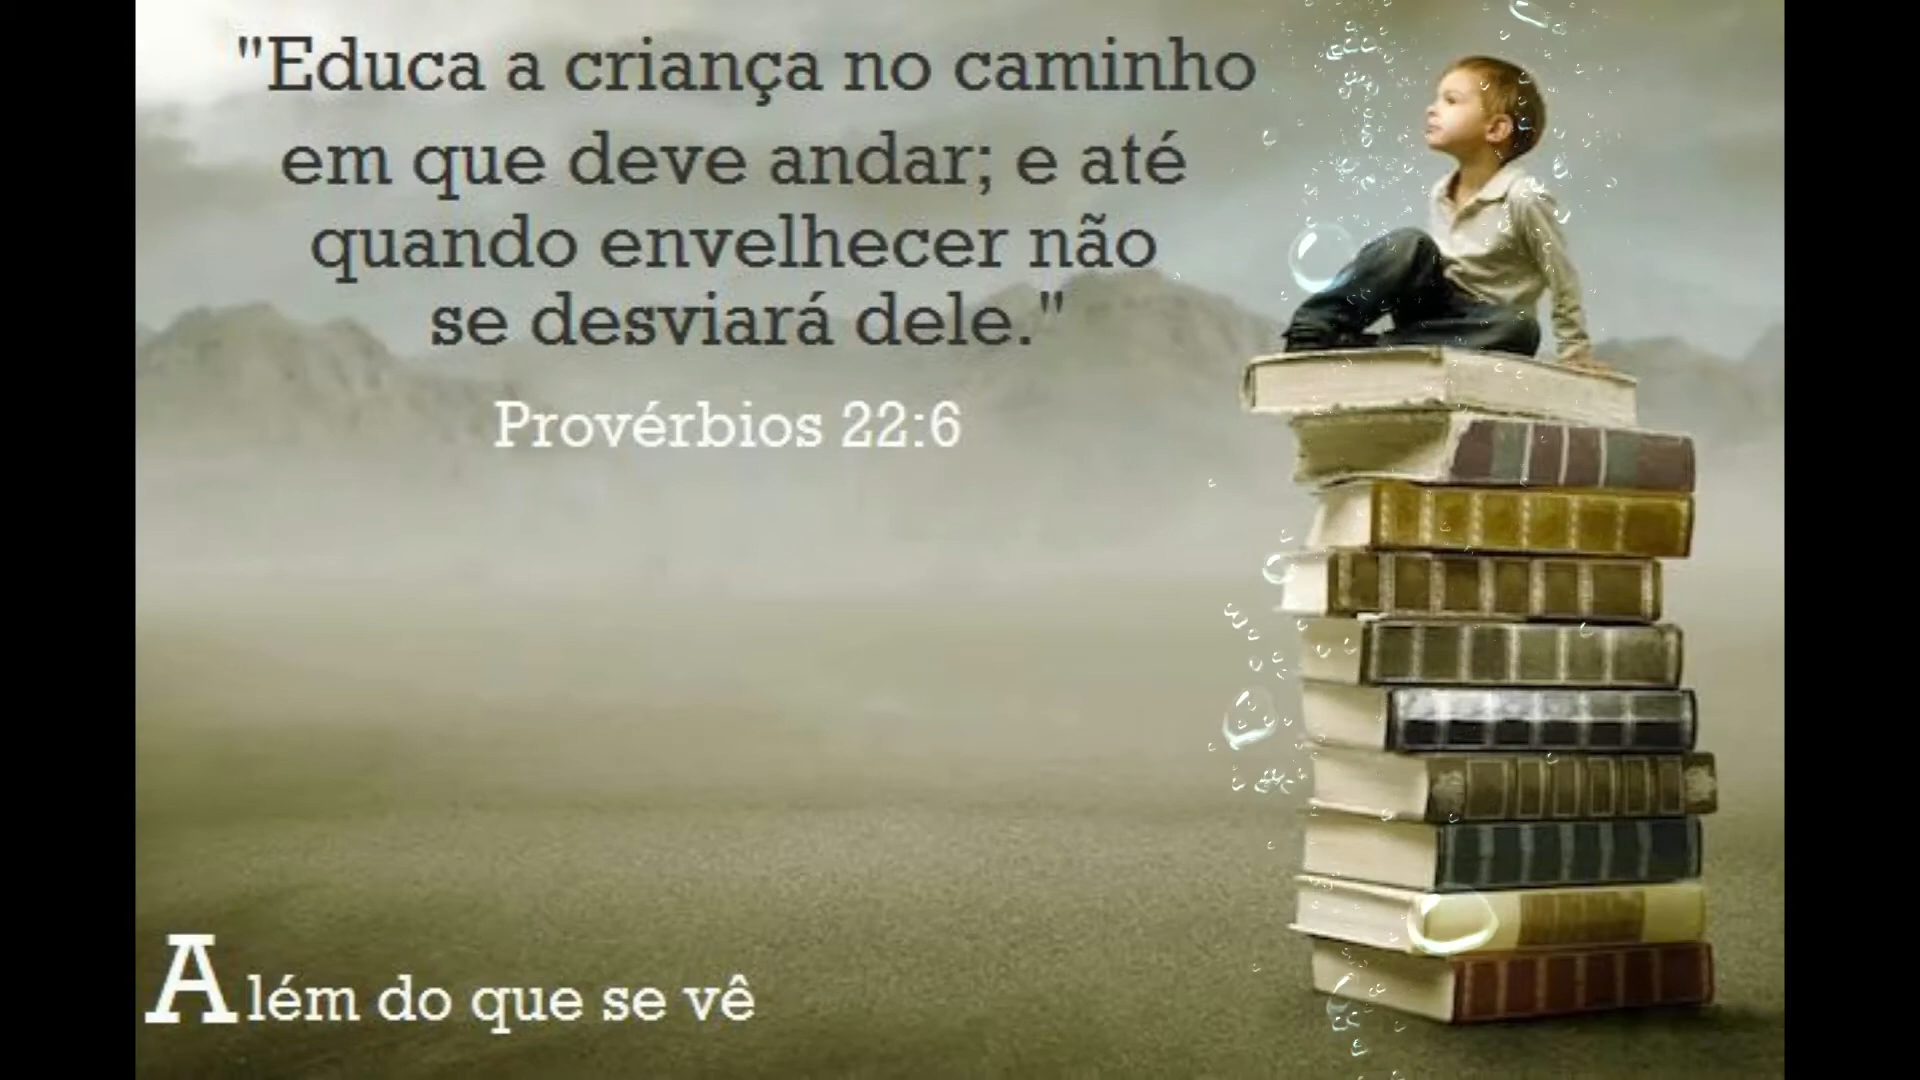 "Educa a criança no caminho
em que deve andar; e até
quando envelhecer não
se desviará dele."
Provérbios 22:6
Além do que se vê